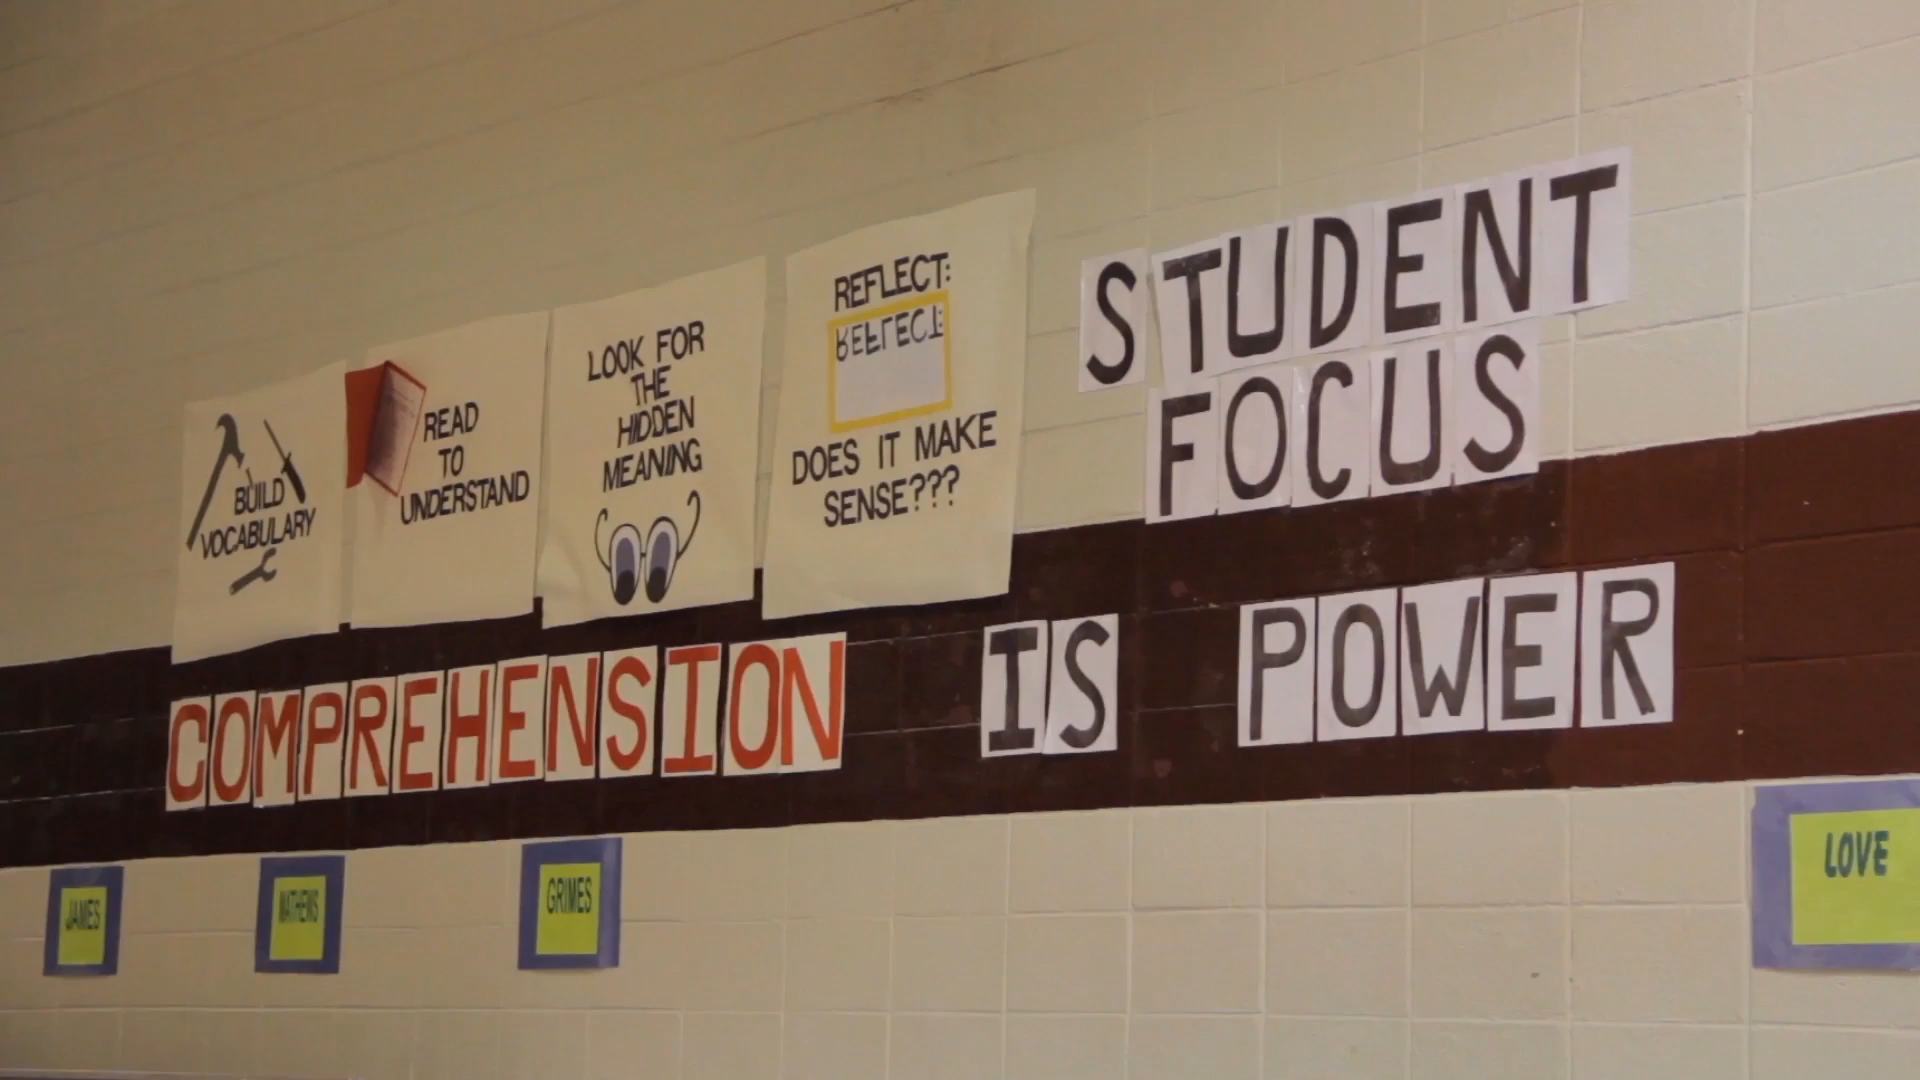 BUILD
VOCABULARY
READ
TO
UNDERSTAND
LOOK FOR
THE
HIDDEN
MEANING
REFLECT:
REFLECT:
DOES IT MAKE
SENSE???
STUDENT
FOCUS
COMPREHENSION IS POWER
JAMES
MATHEWS
GRIMES
LOVE